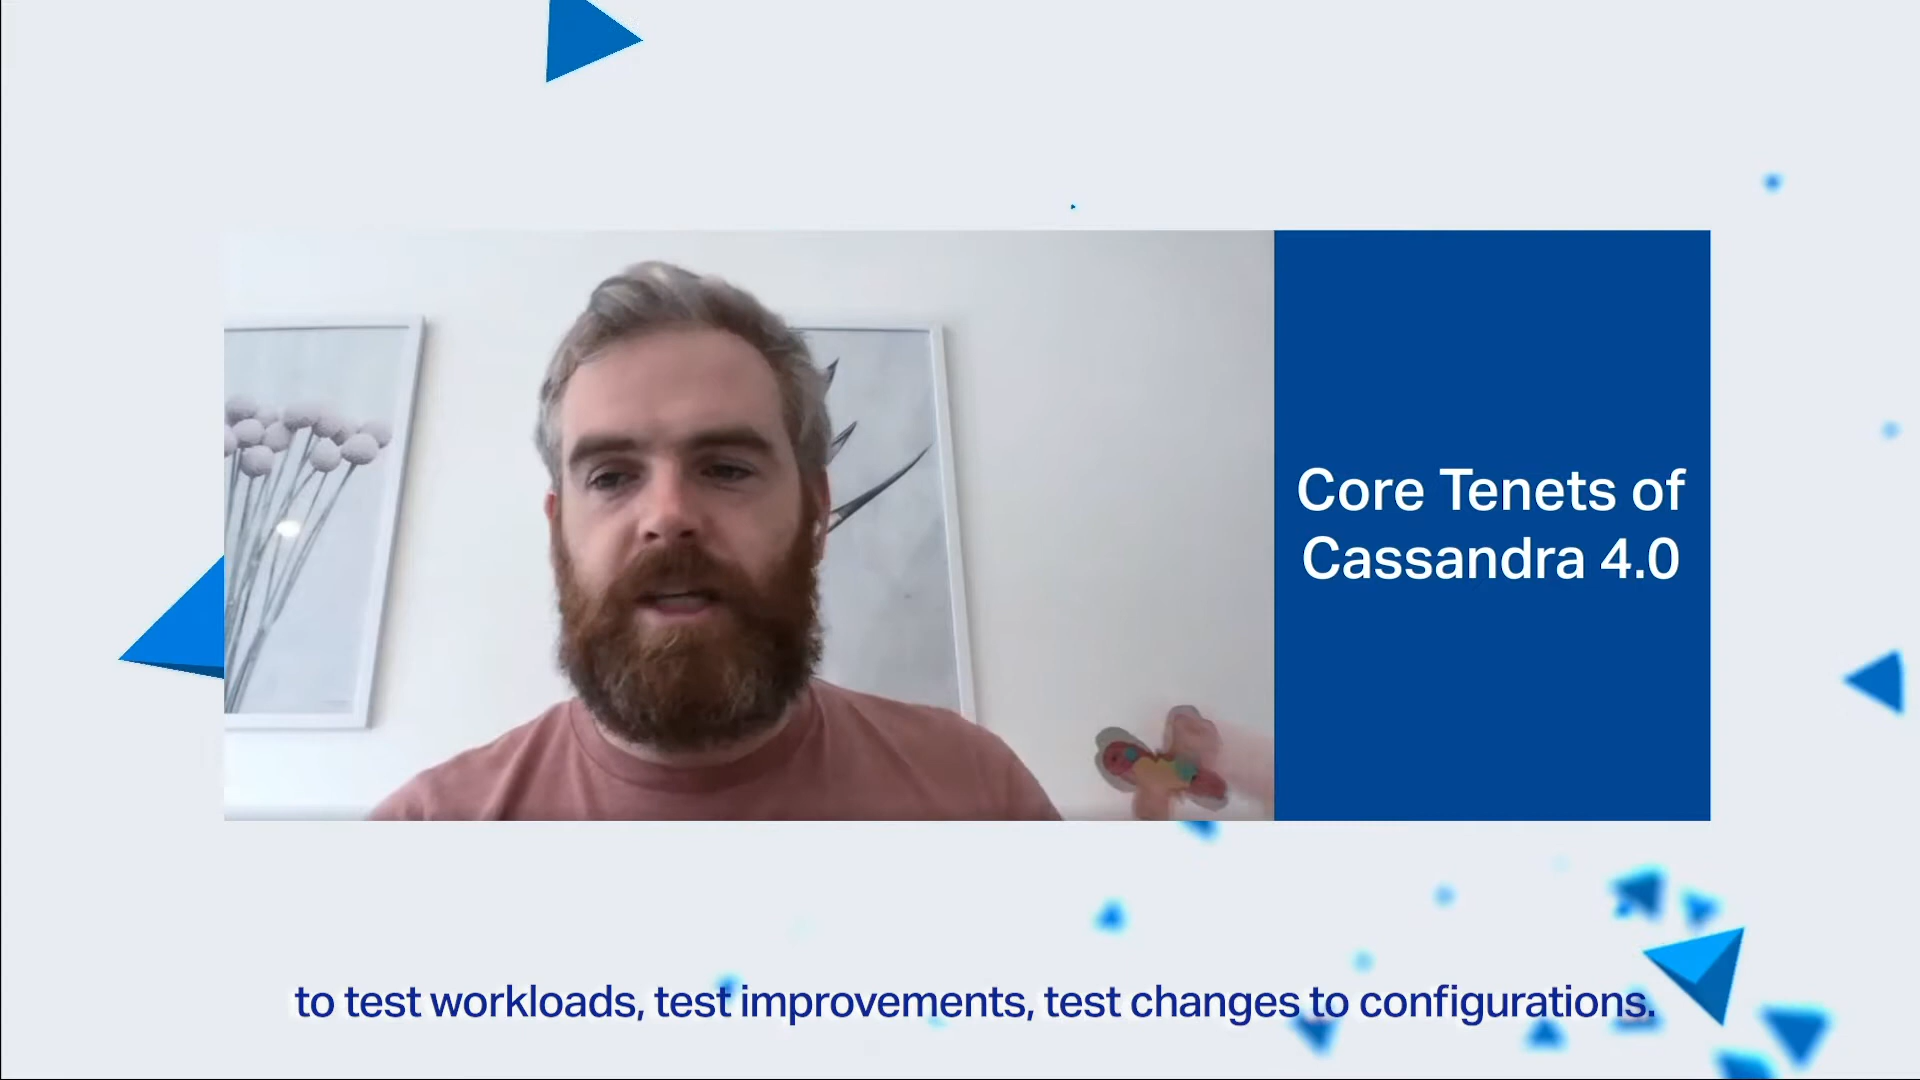 Core Tenets of
Cassandra 4.0
to test workloads, test improvements, test changes to configurations.